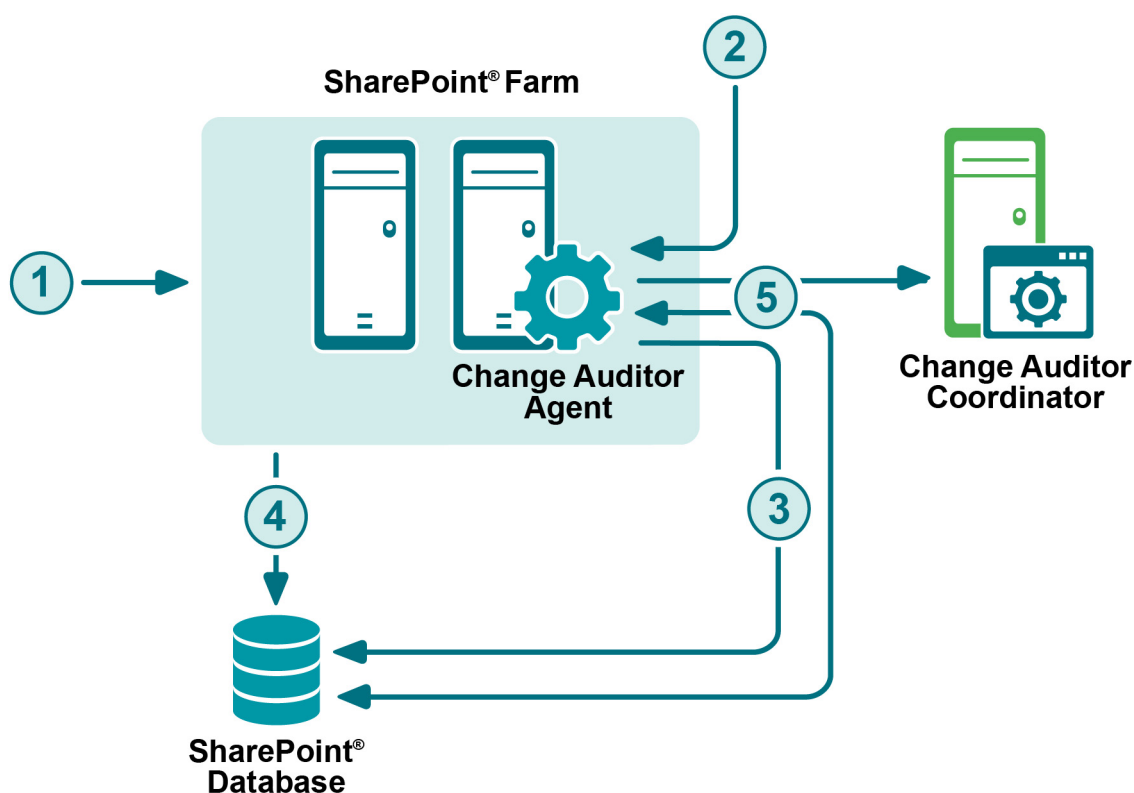 2
SharePoint® Farm
1
5
Change Auditor
Agent
Change Auditor
Coordinator
3
4
SharePoint®
Database